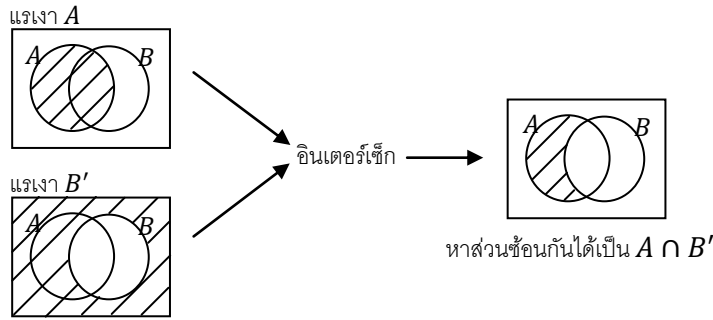 แรเงา A
A B
แรเงา B′
A B
อินเตอร์เซ็ก
A B
หาส่วนซ้อนกันได้เป็น A ∩ B′